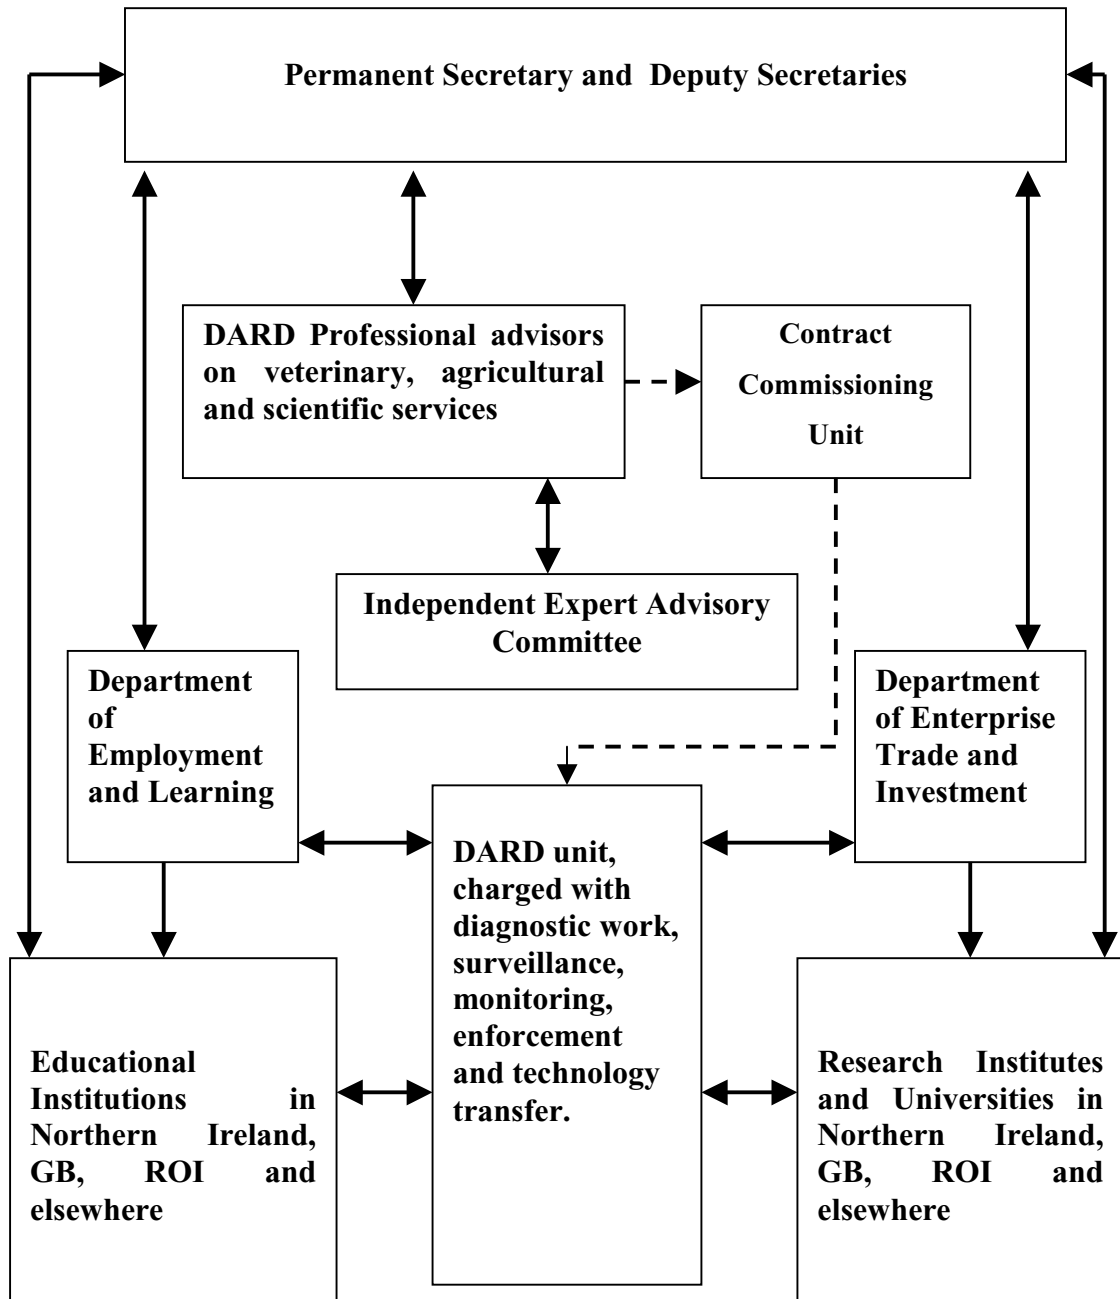 Permanent Secretary and Deputy Secretaries
DARD Professional advisors
on veterinary, agricultural
and scientific services
Contract
Commissioning
Unit
Independent Expert Advisory
Committee
Department
of
Employment
and Learning
Department
of Enterprise
Trade and
Investment
DARD unit,
charged with
diagnostic work,
surveillance,
monitoring,
enforcement
and technology
transfer.
Educational
Institutions in
Northern Ireland,
GB, ROI and
elsewhere
Research Institutes
and Universities in
Northern Ireland,
GB, ROI and
elsewhere